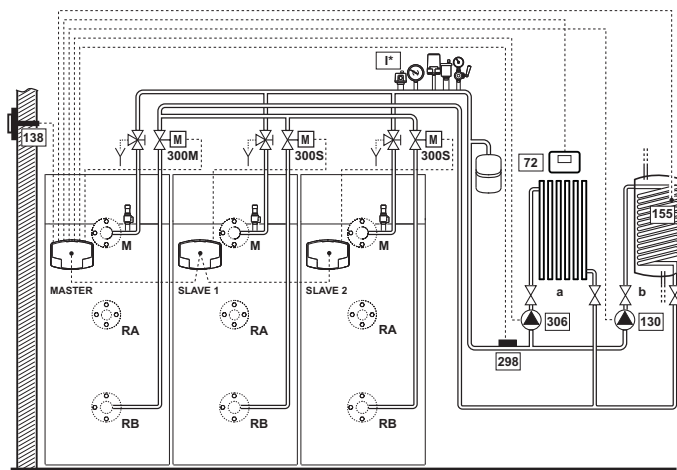 I*
138
M
300M
M
300S
M
300S
72
155
M
M
M
MASTER
SLAVE 1
SLAVE 2
a
b
RA
RA
RA
306
130
298
RB
RB
RB